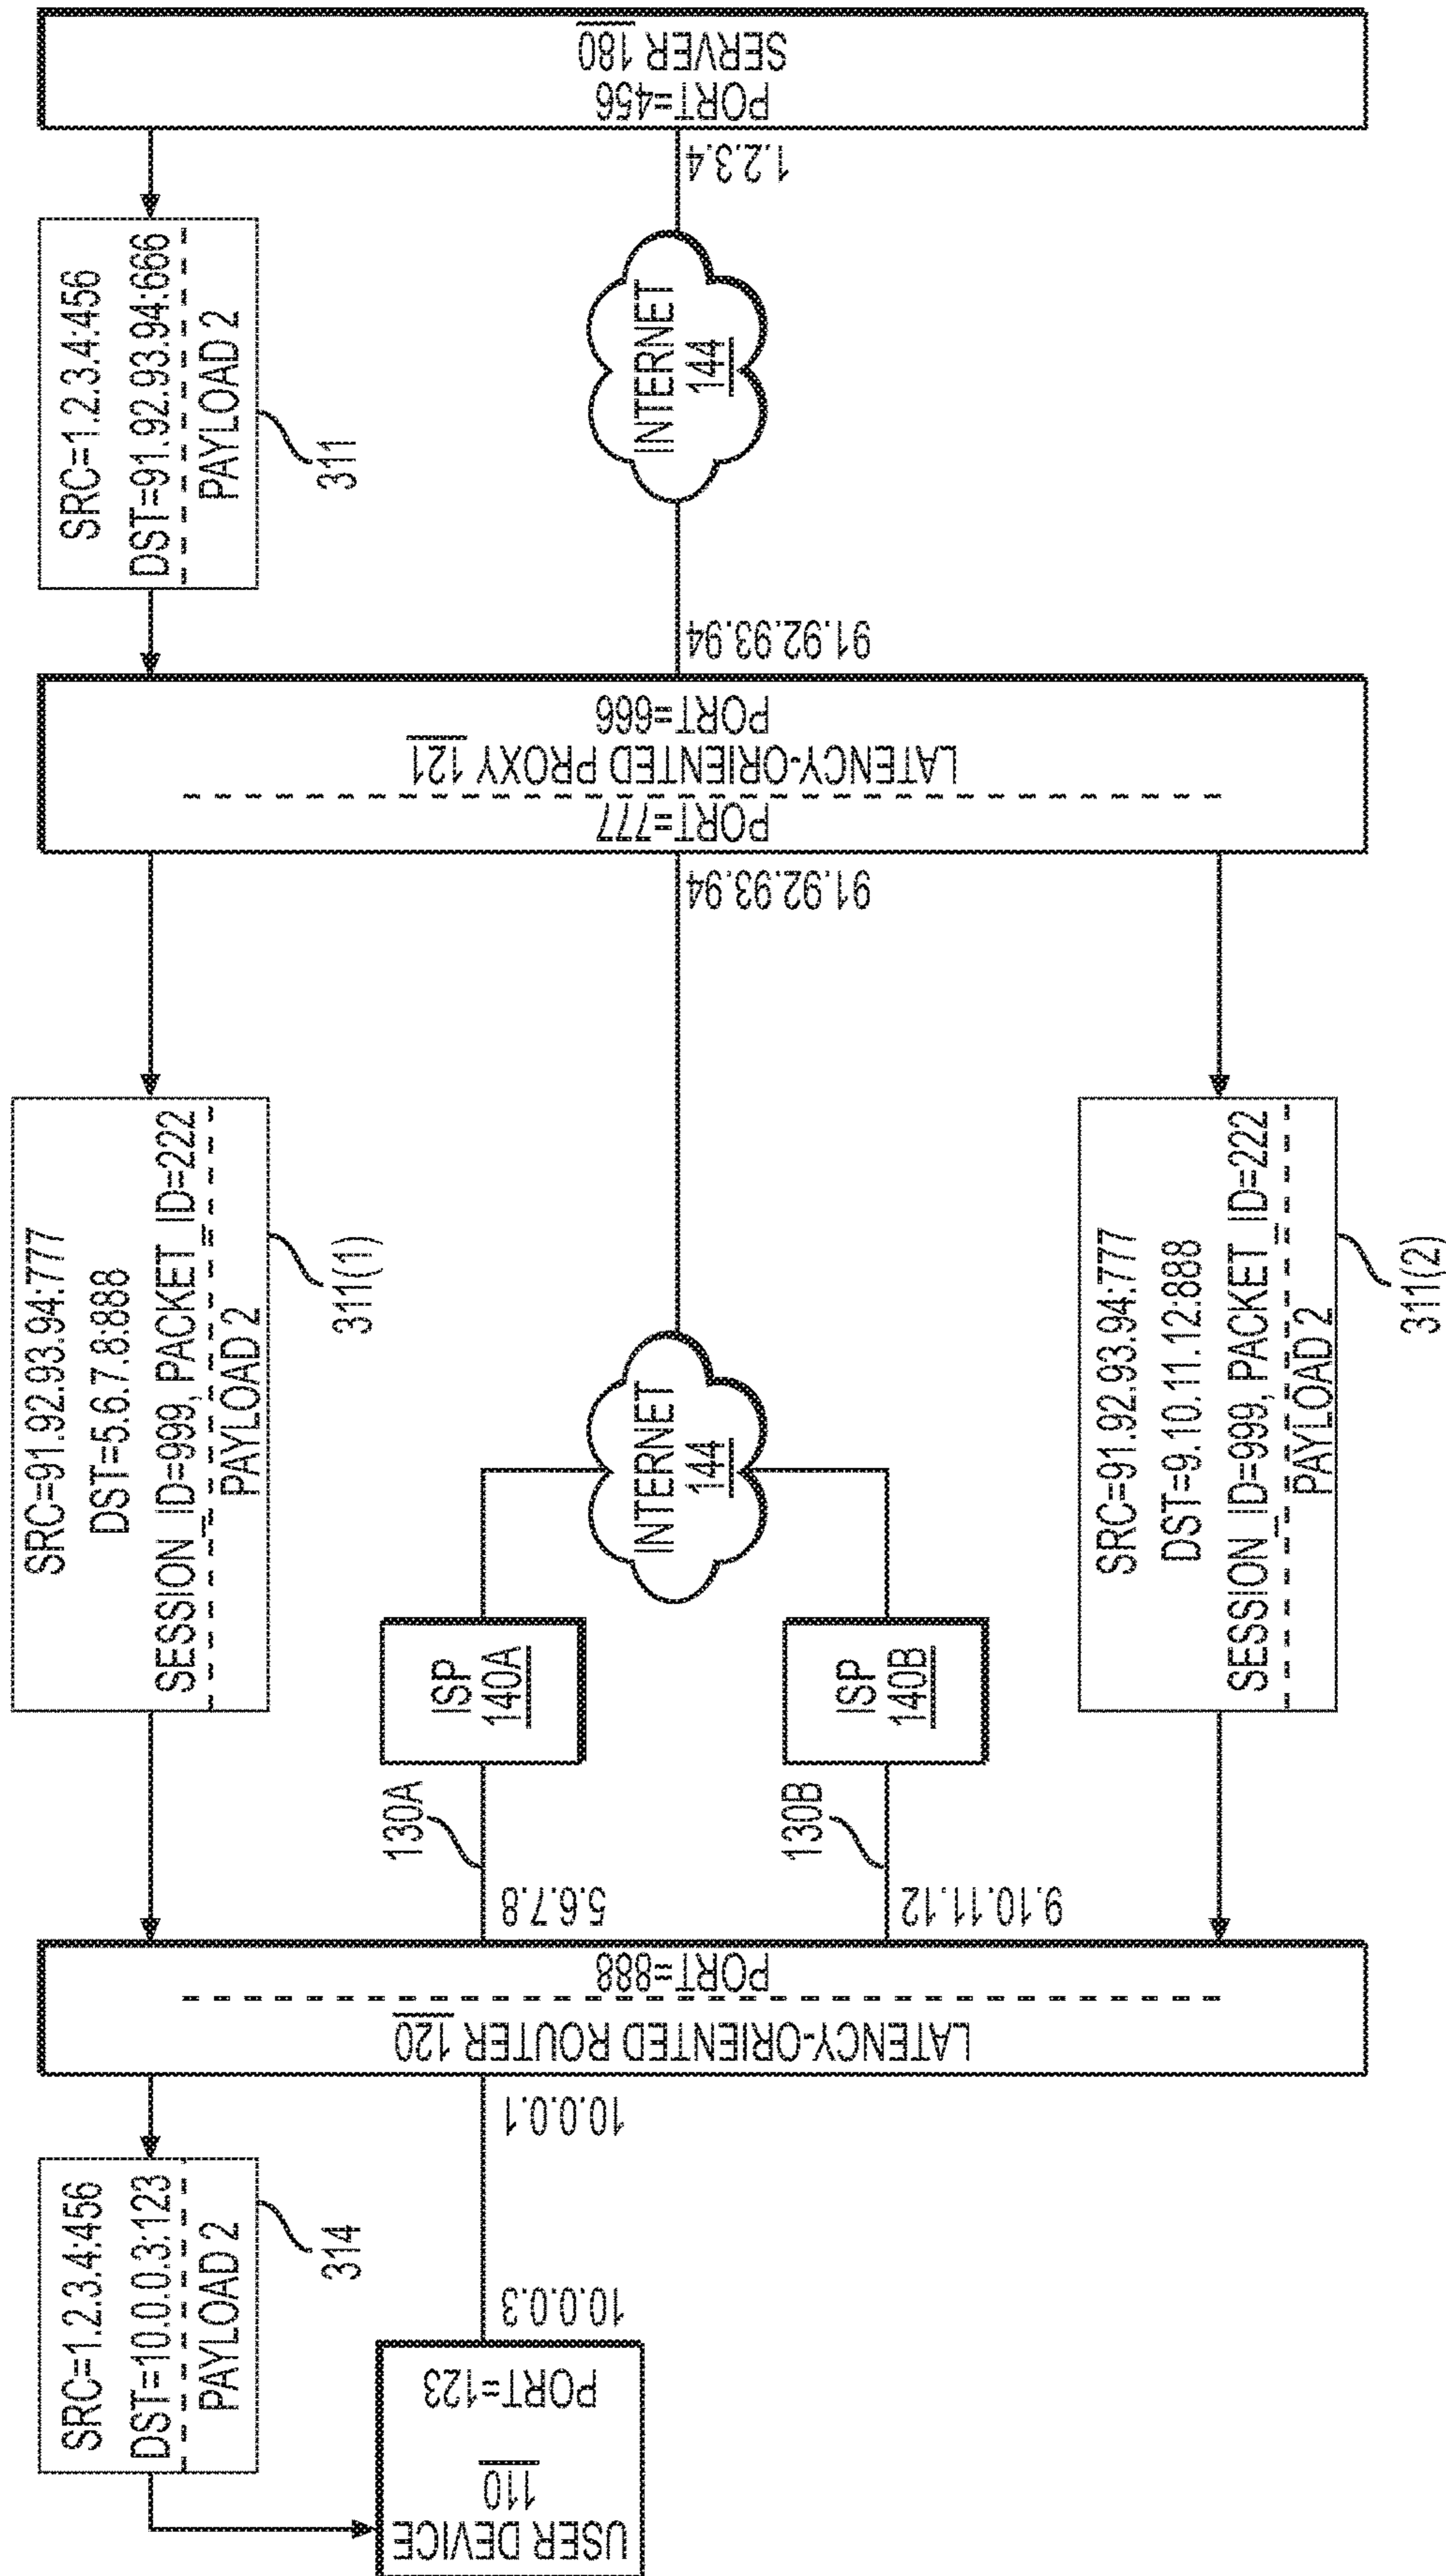 SRC=1.2.3.4:456
DST=10.0.0.3:123
PAYLOAD 2
314
USER DEVICE
110
PORT=123
10.0.0.3
10.0.0.1
LATENCY-ORIENTED ROUTER 120
PORT=888
5.6.7.8
9.10.11.12
130A
130B
ISP
140A
ISP
140B
INTERNET
144
SRC=91.92.93.94:777
DST=5.6.7.8:888
SESSION_ID=999, PACKET_ID=222
PAYLOAD 2
311(1)
SRC=91.92.93.94:777
DST=9.10.11.12:888
SESSION_ID=999, PACKET_ID=222
PAYLOAD 2
311(2)
91.92.93.94
PORT=777
LATENCY-ORIENTED PROXY 121
PORT=666
91.92.93.94
SRC=1.2.3.4:456
DST=91.92.93.94:666
PAYLOAD 2
311
INTERNET
144
1.2.3.4
PORT=456
SERVER 180